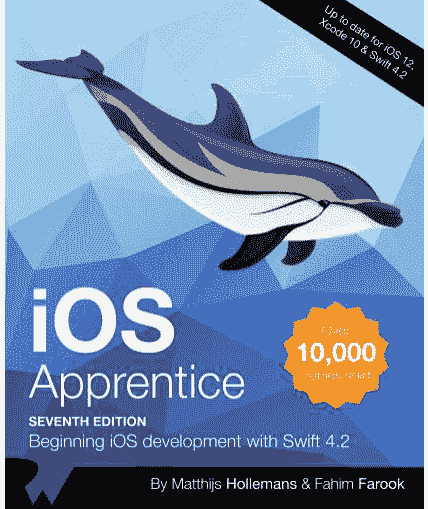 Up to date for iOS 12,
Xcode 10 & Swift 4.2
iOS
Apprentice
10,000
SEVENTH EDITION
Beginning iOS development with Swift 4.2
By Matthijs Hollemans & Fahim Farook